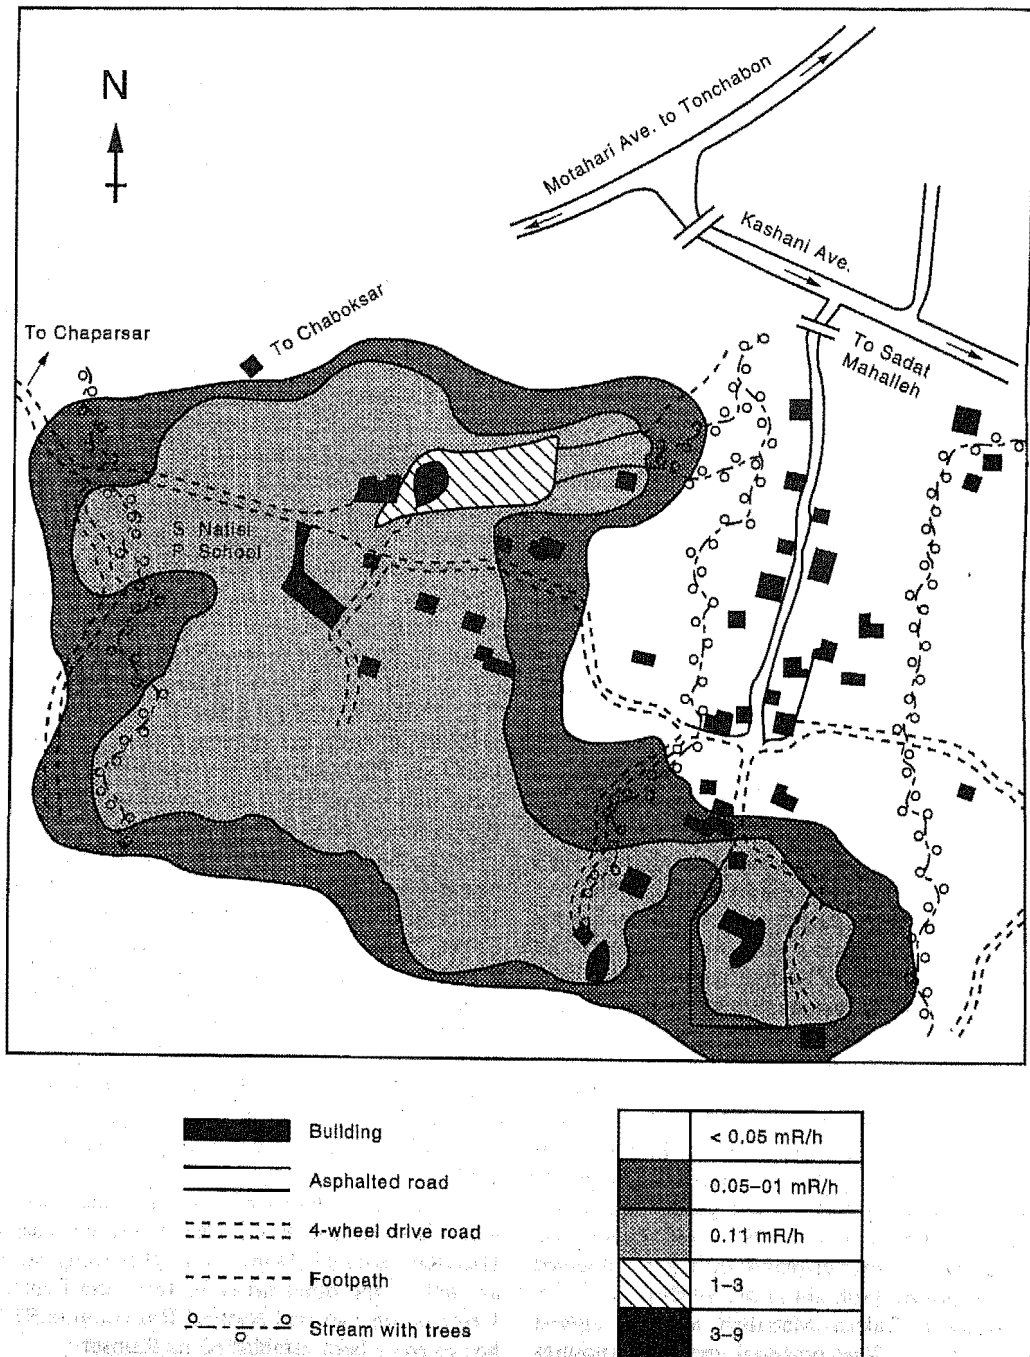 N
Motahari Ave. to Tonchabon
Kashani Ave.
To Chaboksar
To Chaparsar
To Sadat
Mahalleh
S. Nafisi
P. School
Building
Asphalted road
4-wheel drive road
Footpath
Stream with trees
< 0.05 mR/h
0.05–01 mR/h
0.11 mR/h
1–3
3–9